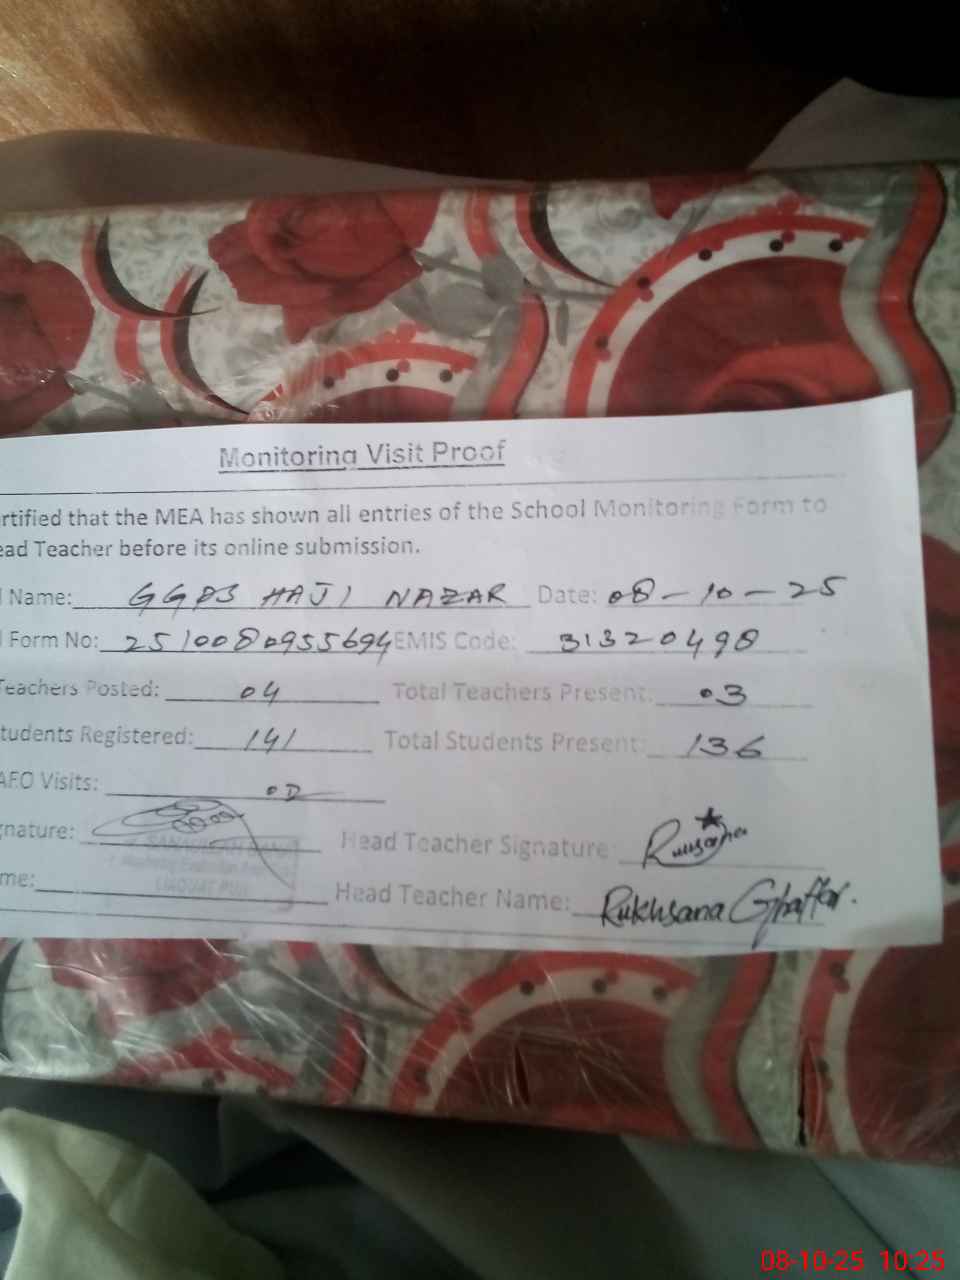 Monitoring Visit Proof
rtified that the MEA has shown all entries of the School Monitoring Form to
ead Teacher before its online submission.
l Name: GGPS HAJI NAZAR Date: 08-10-25
l Form No: 2510080955694 EMIS Code: 31320498
Teachers Posted: 04 Total Teachers Present: 03
tudents Registered: 141 Total Students Present: 136
AEO Visits:
gnature: Head Teacher Signature:
me: Head Teacher Name: Rukhsana Ghaffar.
08-10-25 10:25